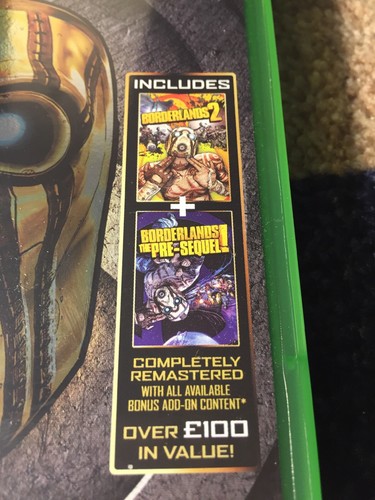 INCLUDES
BORDERLANDS 2
+
BORDERLANDS
THE PRE-SEQUEL!
COMPLETELY
REMASTERED
WITH ALL AVAILABLE
BONUS ADD-ON CONTENT*
OVER £100
IN VALUE!